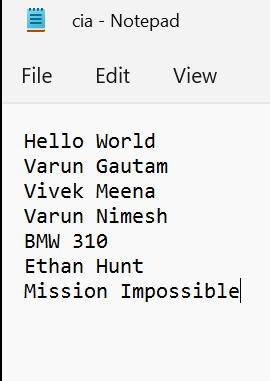 cia - Notepad
File Edit View
Hello World
Varun Gautam
Vivek Meena
Varun Nimesh
BMW 310
Ethan Hunt
Mission Impossible